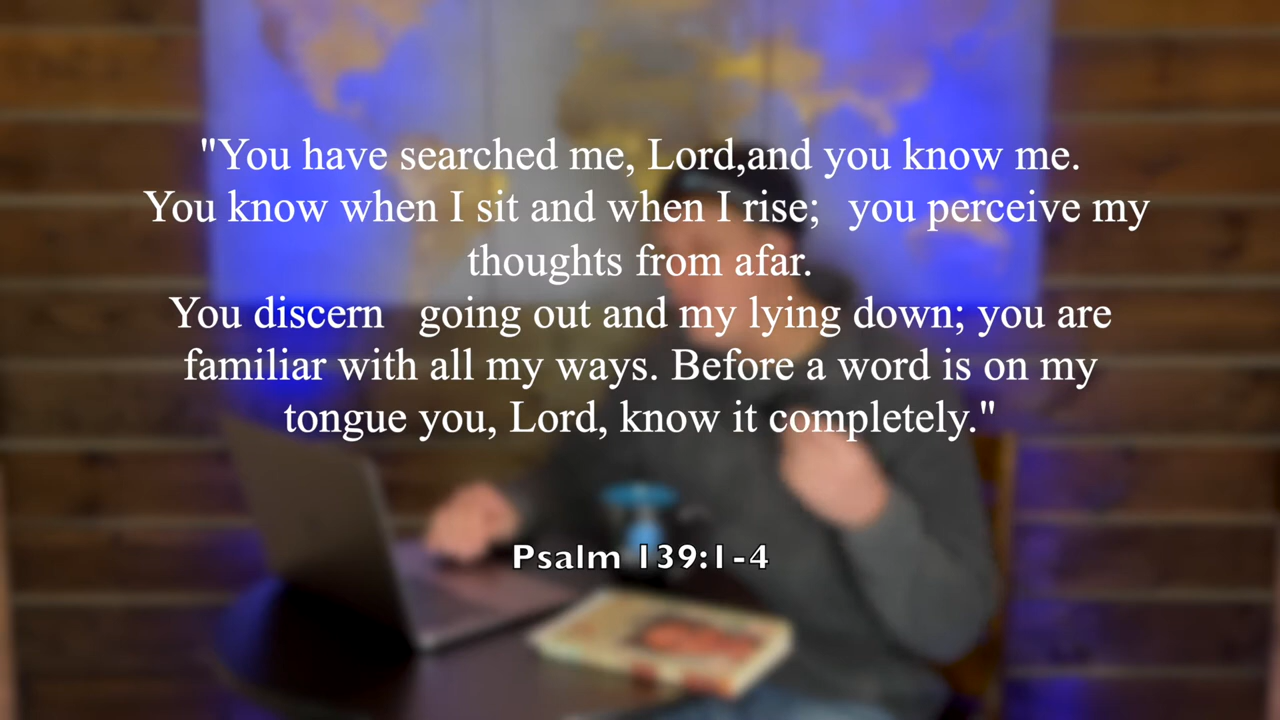 "You have searched me, Lord,and you know me.
You know when I sit and when I rise; you perceive my
thoughts from afar.
You discern going out and my lying down; you are
familiar with all my ways. Before a word is on my
tongue you, Lord, know it completely."
Psalm 139:1-4